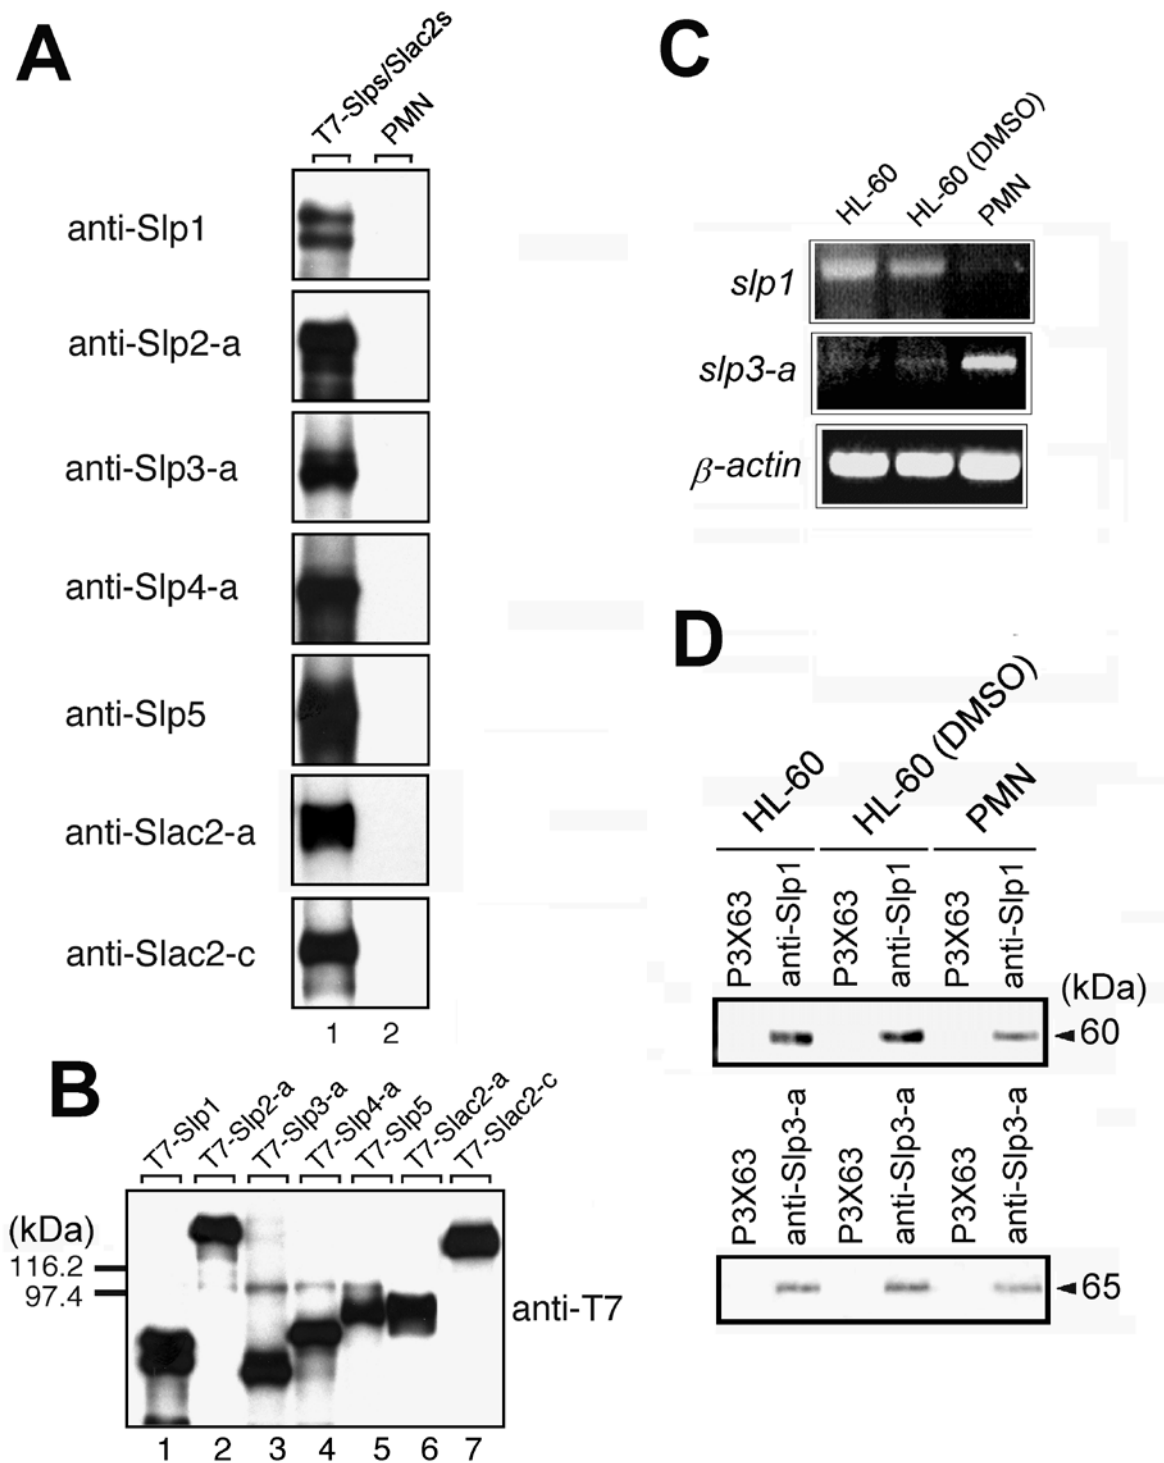 A
T7-Slps/Slac2s
PMN
anti-Slp1
anti-Slp2-a
anti-Slp3-a
anti-Slp4-a
anti-Slp5
anti-Slac2-a
anti-Slac2-c
1 2
B
T7-Slp1
T7-Slp2-a
T7-Slp3-a
T7-Slp4-a
T7-Slp5
T7-Slac2-a
T7-Slac2-c
(kDa)
116.2
97.4
anti-T7
1 2 3 4 5 6 7
C
HL-60
HL-60 (DMSO)
PMN
slp1
slp3-a
β-actin
D
HL-60
HL-60 (DMSO)
PMN
P3X63
anti-Slp1
P3X63
anti-Slp1
P3X63
anti-Slp1
(kDa)
60
P3X63
anti-Slp3-a
P3X63
anti-Slp3-a
P3X63
anti-Slp3-a
65